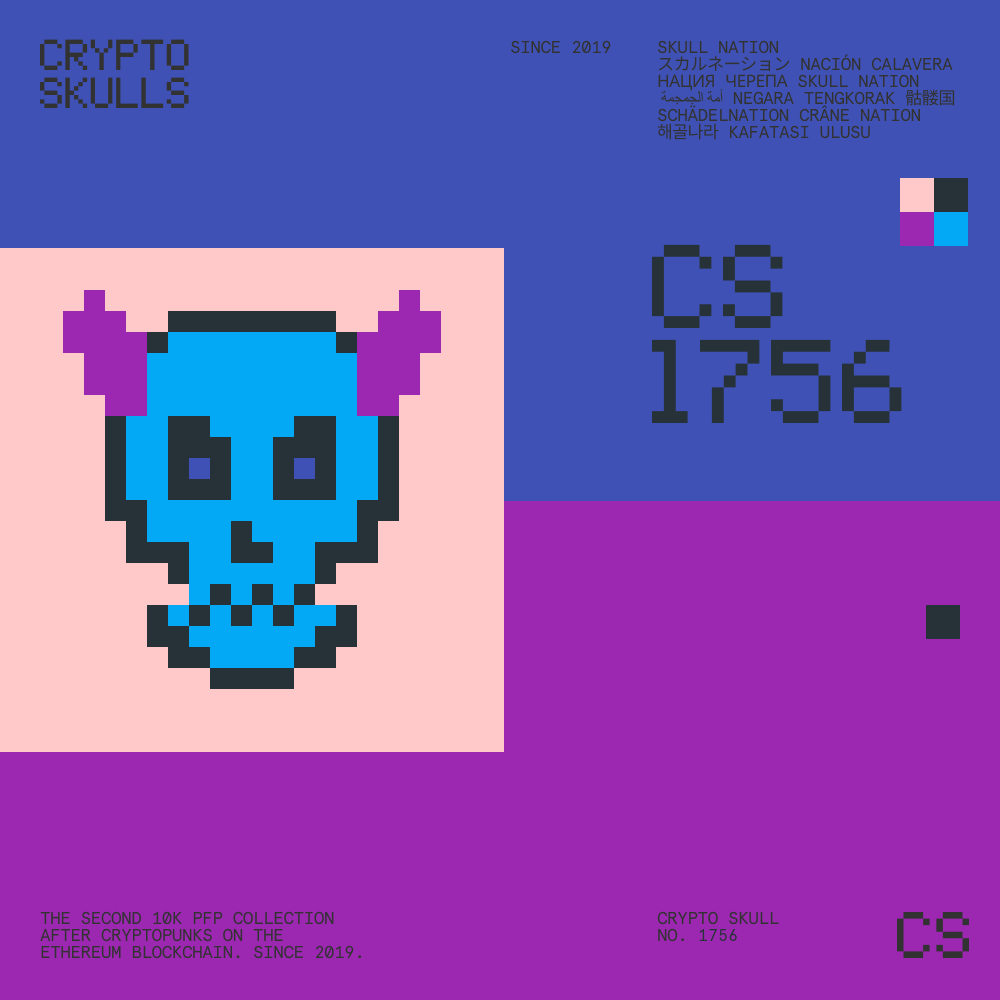 CRYPTO
SKULLS
SINCE 2019
SKULL NATION
スカルネーション NACIÓN CALAVERA
НАЦИЯ ЧЕРЕПА SKULL NATION
أمة الجمجمة NEGARA TENGKORAK 骷髅国
SCHÄDELNATION CRÂNE NATION
해골나라 KAFATASI ULUSU
CS
1756
THE SECOND 10K PFP COLLECTION
AFTER CRYPTOPUNKS ON THE
ETHEREUM BLOCKCHAIN. SINCE 2019.
CRYPTO SKULL
NO. 1756
CS